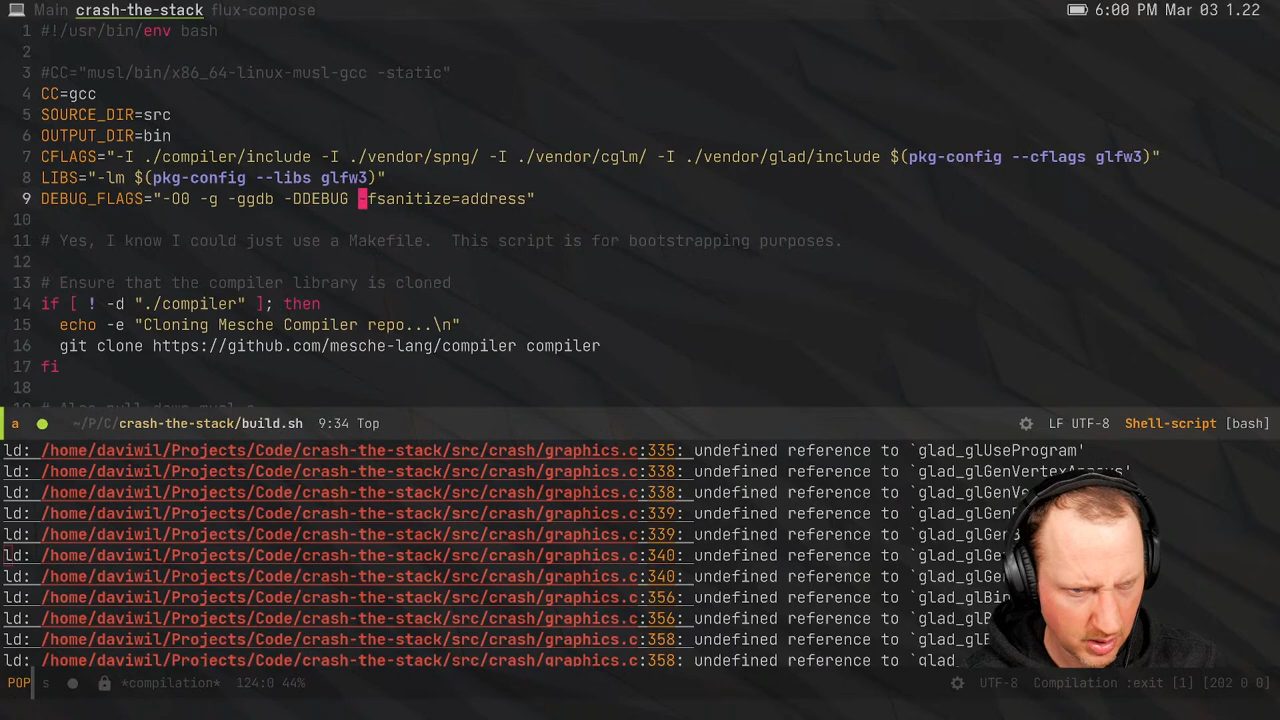 Main crash-the-stack flux-compose 6:00 PM Mar 03 1.22
1 #!/usr/bin/env bash
2
3 #CC="musl/bin/x86_64-linux-musl-gcc -static"
4 CC=gcc
5 SOURCE_DIR=src
6 OUTPUT_DIR=bin
7 CFLAGS="-I ./compiler/include -I ./vendor/spng/ -I ./vendor/cglm/ -I ./vendor/glad/include $(pkg-config --cflags glfw3)"
8 LIBS="-lm $(pkg-config --libs glfw3)"
9 DEBUG_FLAGS="-O0 -g -ggdb -DDEBUG -fsanitize=address"
10
11 # Yes, I know I could just use a Makefile.  This script is for bootstrapping purposes.
12
13 # Ensure that the compiler library is cloned
14 if [ ! -d "./compiler" ]; then
15   echo -e "Cloning Mesche Compiler repo...\n"
16   git clone https://github.com/mesche-lang/compiler compiler
17 fi
18
a ~/P/C/crash-the-stack/build.sh 9:34 Top LF UTF-8 Shell-script [bash]
ld: /home/daviwil/Projects/Code/crash-the-stack/src/crash/graphics.c:335: undefined reference to `glad_glUseProgram'
ld: /home/daviwil/Projects/Code/crash-the-stack/src/crash/graphics.c:338: undefined reference to `glad_glGenVertexArrays'
ld: /home/daviwil/Projects/Code/crash-the-stack/src/crash/graphics.c:338: undefined reference to `glad_glGenVe
ld: /home/daviwil/Projects/Code/crash-the-stack/src/crash/graphics.c:339: undefined reference to `glad_glGen
ld: /home/daviwil/Projects/Code/crash-the-stack/src/crash/graphics.c:339: undefined reference to `glad_glGen
ld: /home/daviwil/Projects/Code/crash-the-stack/src/crash/graphics.c:340: undefined reference to `glad_glGe
ld: /home/daviwil/Projects/Code/crash-the-stack/src/crash/graphics.c:340: undefined reference to `glad_glGe
ld: /home/daviwil/Projects/Code/crash-the-stack/src/crash/graphics.c:356: undefined reference to `glad_glBin
ld: /home/daviwil/Projects/Code/crash-the-stack/src/crash/graphics.c:356: undefined reference to `glad_glB
ld: /home/daviwil/Projects/Code/crash-the-stack/src/crash/graphics.c:358: undefined reference to `glad_glB
ld: /home/daviwil/Projects/Code/crash-the-stack/src/crash/graphics.c:358: undefined reference to `glad_
POP s *compilation* 124:0 44% UTF-8 Compilation :exit [1] [202 0 0]